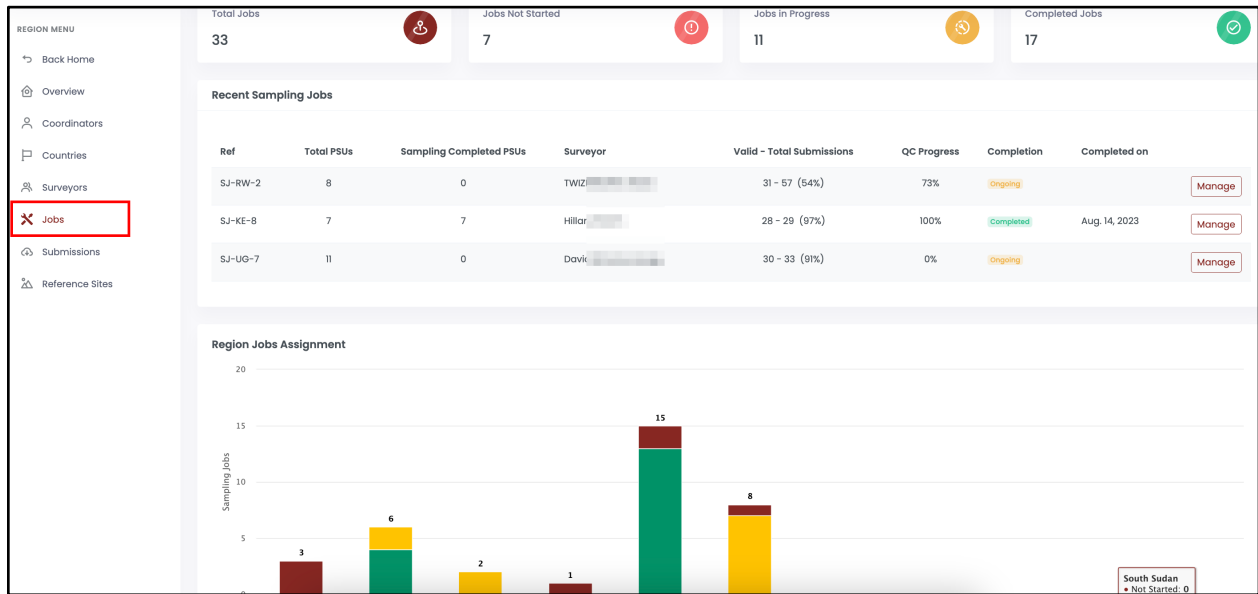 Total Jobs
33
Jobs Not Started
7
Jobs in Progress
11
Completed Jobs
17
REGION MENU
Back Home
Overview
Coordinators
Countries
Surveyors
Jobs
Submissions
Reference Sites
Recent Sampling Jobs
Ref Total PSUs Sampling Completed PSUs Surveyor Valid - Total Submissions QC Progress Completion Completed on
SJ-RW-2 8 0 TWIZ 31 - 57 (54%) 73% Ongoing Manage
SJ-KE-8 7 7 Hillar 28 - 29 (97%) 100% Completed Aug. 14, 2023 Manage
SJ-UG-7 11 0 Davi 30 - 33 (91%) 0% Ongoing Manage
Region Jobs Assignment
20
15
10
5
Sampling Jobs
3
6
2
1
15
8
South Sudan
• Not Started: 0